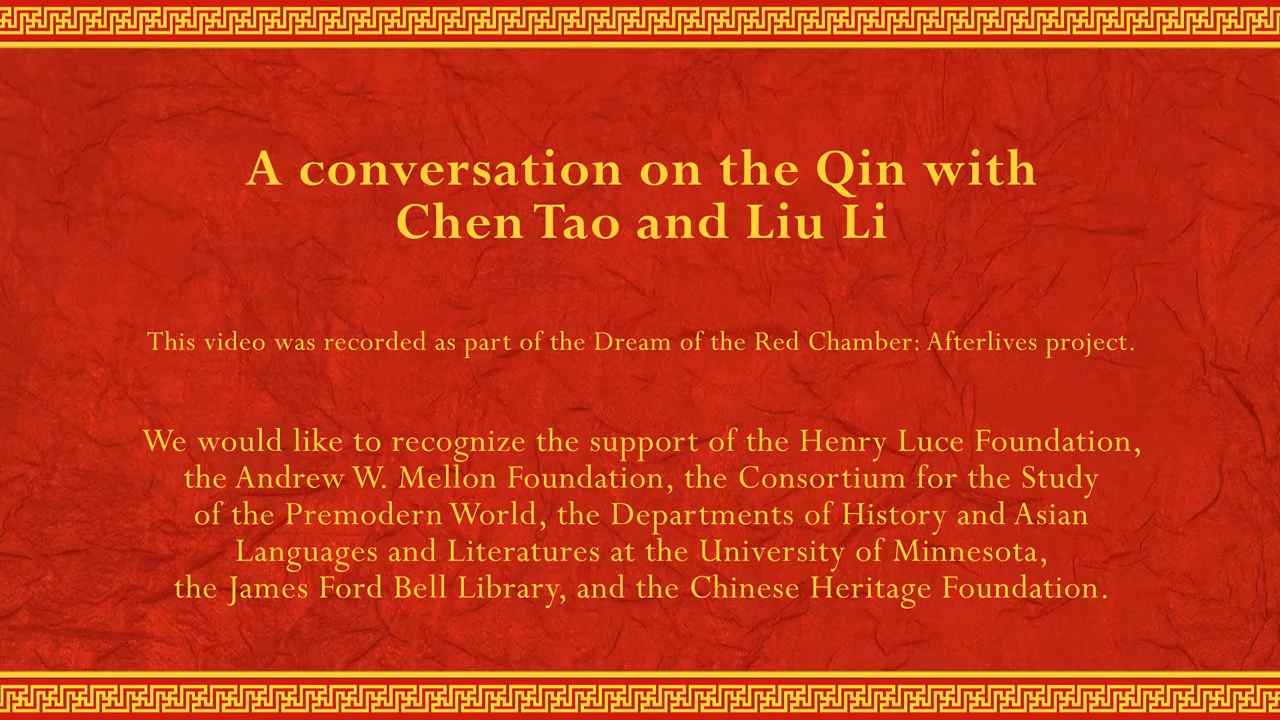 A conversation on the Qin with
Chen Tao and Liu Li
This video was recorded as part of the Dream of the Red Chamber: Afterlives project.
We would like to recognize the support of the Henry Luce Foundation,
the Andrew W. Mellon Foundation, the Consortium for the Study
of the Premodern World, the Departments of History and Asian
Languages and Literatures at the University of Minnesota,
the James Ford Bell Library, and the Chinese Heritage Foundation.